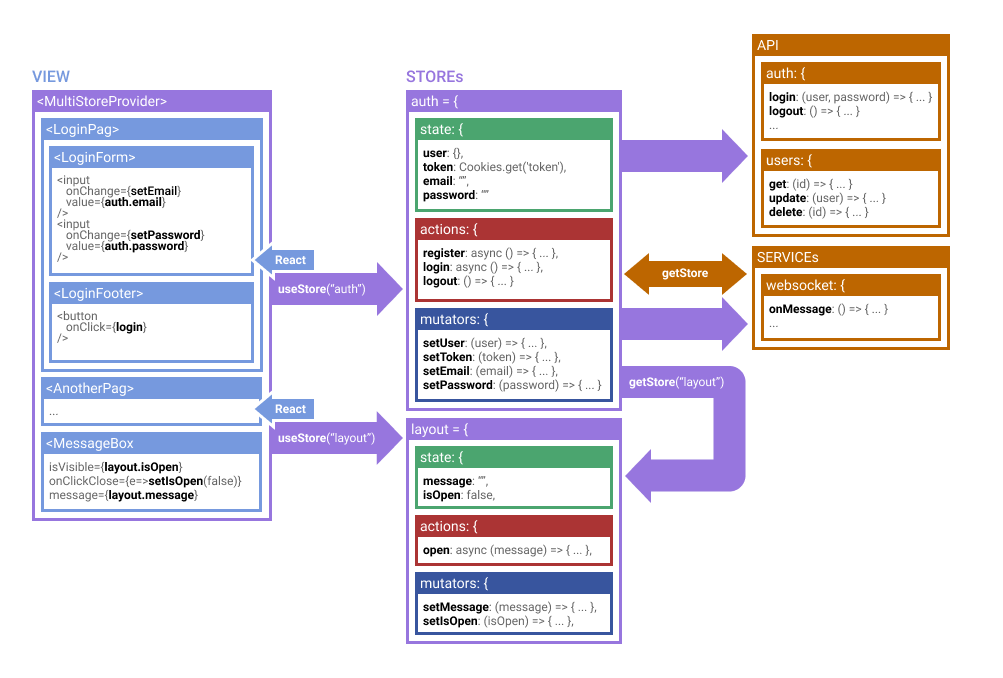 VIEW
<MultiStoreProvider>
<LoginPag>
<LoginForm>
<input
onChange={setEmail}
value={auth.email}
/>
<input
onChange={setPassword}
value={auth.password}
/>
<LoginFooter>
<button
onClick={login}
/>
<AnotherPag>
...
<MessageBox
isVisible={layout.isOpen}
onClickClose={e=>setIsOpen(false)}
message={layout.message}
React
useStore(“auth”)
React
useStore(“layout”)
STOREs
auth = {
state: {
user: {},
token: Cookies.get('token'),
email: “”,
password: “”
actions: {
register: async () => { ... },
login: async () => { ... },
logout: () => { ... }
mutators: {
setUser: (user) => { ... },
setToken: (token) => { ... },
setEmail: (email) => { ... },
setPassword: (password) => { ... }
layout = {
state: {
message: “”,
isOpen: false,
actions: {
open: async (message) => { ... },
mutators: {
setMessage: (message) => { ... },
setIsOpen: (isOpen) => { ... },
getStore
getStore(“layout”)
API
auth: {
login: (user, password) => { ... }
logout: () => { ... }
...
users: {
get: (id) => { ... }
update: (user) => { ... }
delete: (id) => { ... }
SERVICEs
websocket: {
onMessage: () => { ... }
...